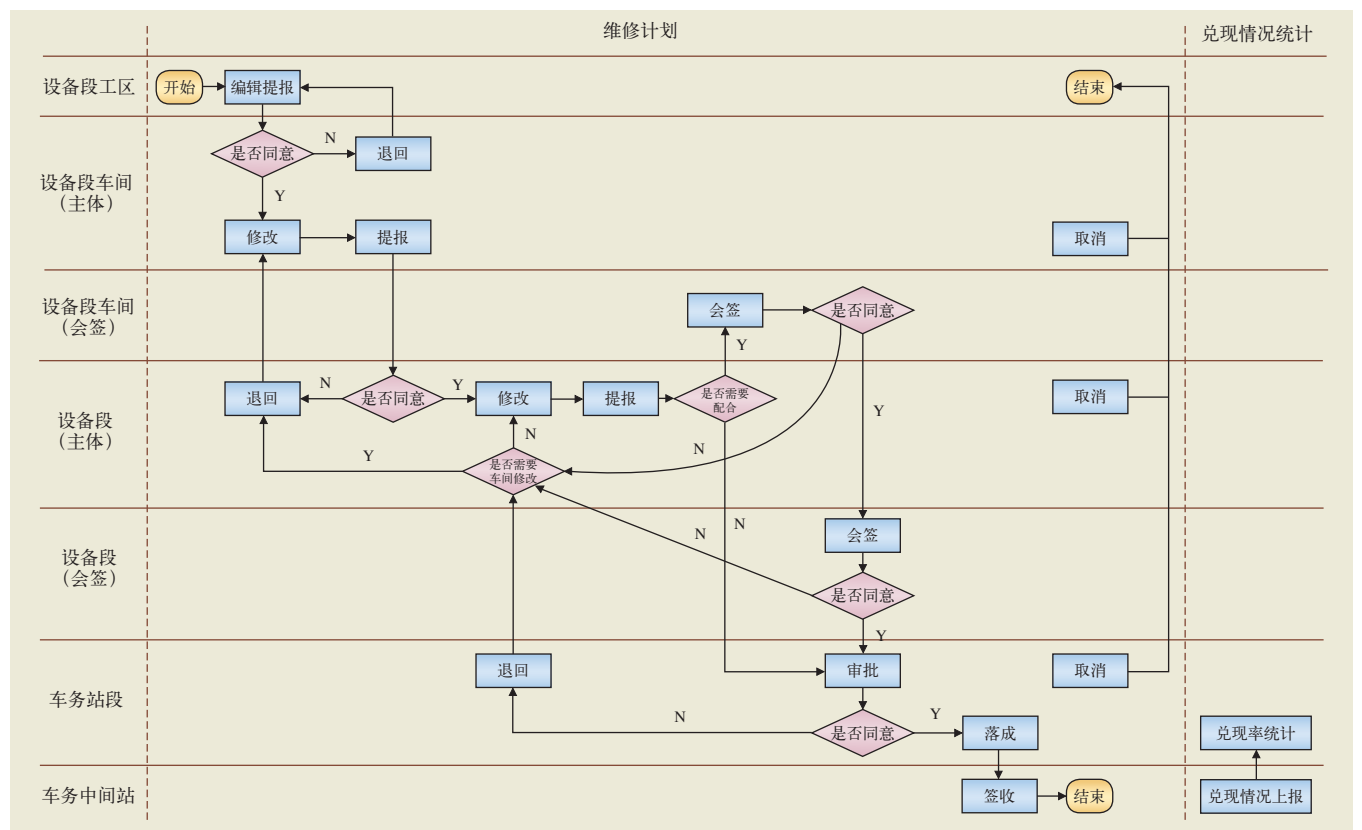 维修计划
兑现情况统计
设备段工区
开始
编辑提报
结束
设备段车间
（主体）
是否同意
N
退回
Y
修改
提报
取消
设备段车间
（会签）
会签
是否同意
Y
设备段
（主体）
退回
N
是否同意
Y
修改
提报
是否需要
配合
取消
Y
N
Y
是否需要
车间修改
N
设备段
（会签）
N
N
会签
是否同意
Y
车务站段
退回
审批
取消
N
是否同意
Y
落成
兑现率统计
车务中间站
签收
结束
兑现情况上报